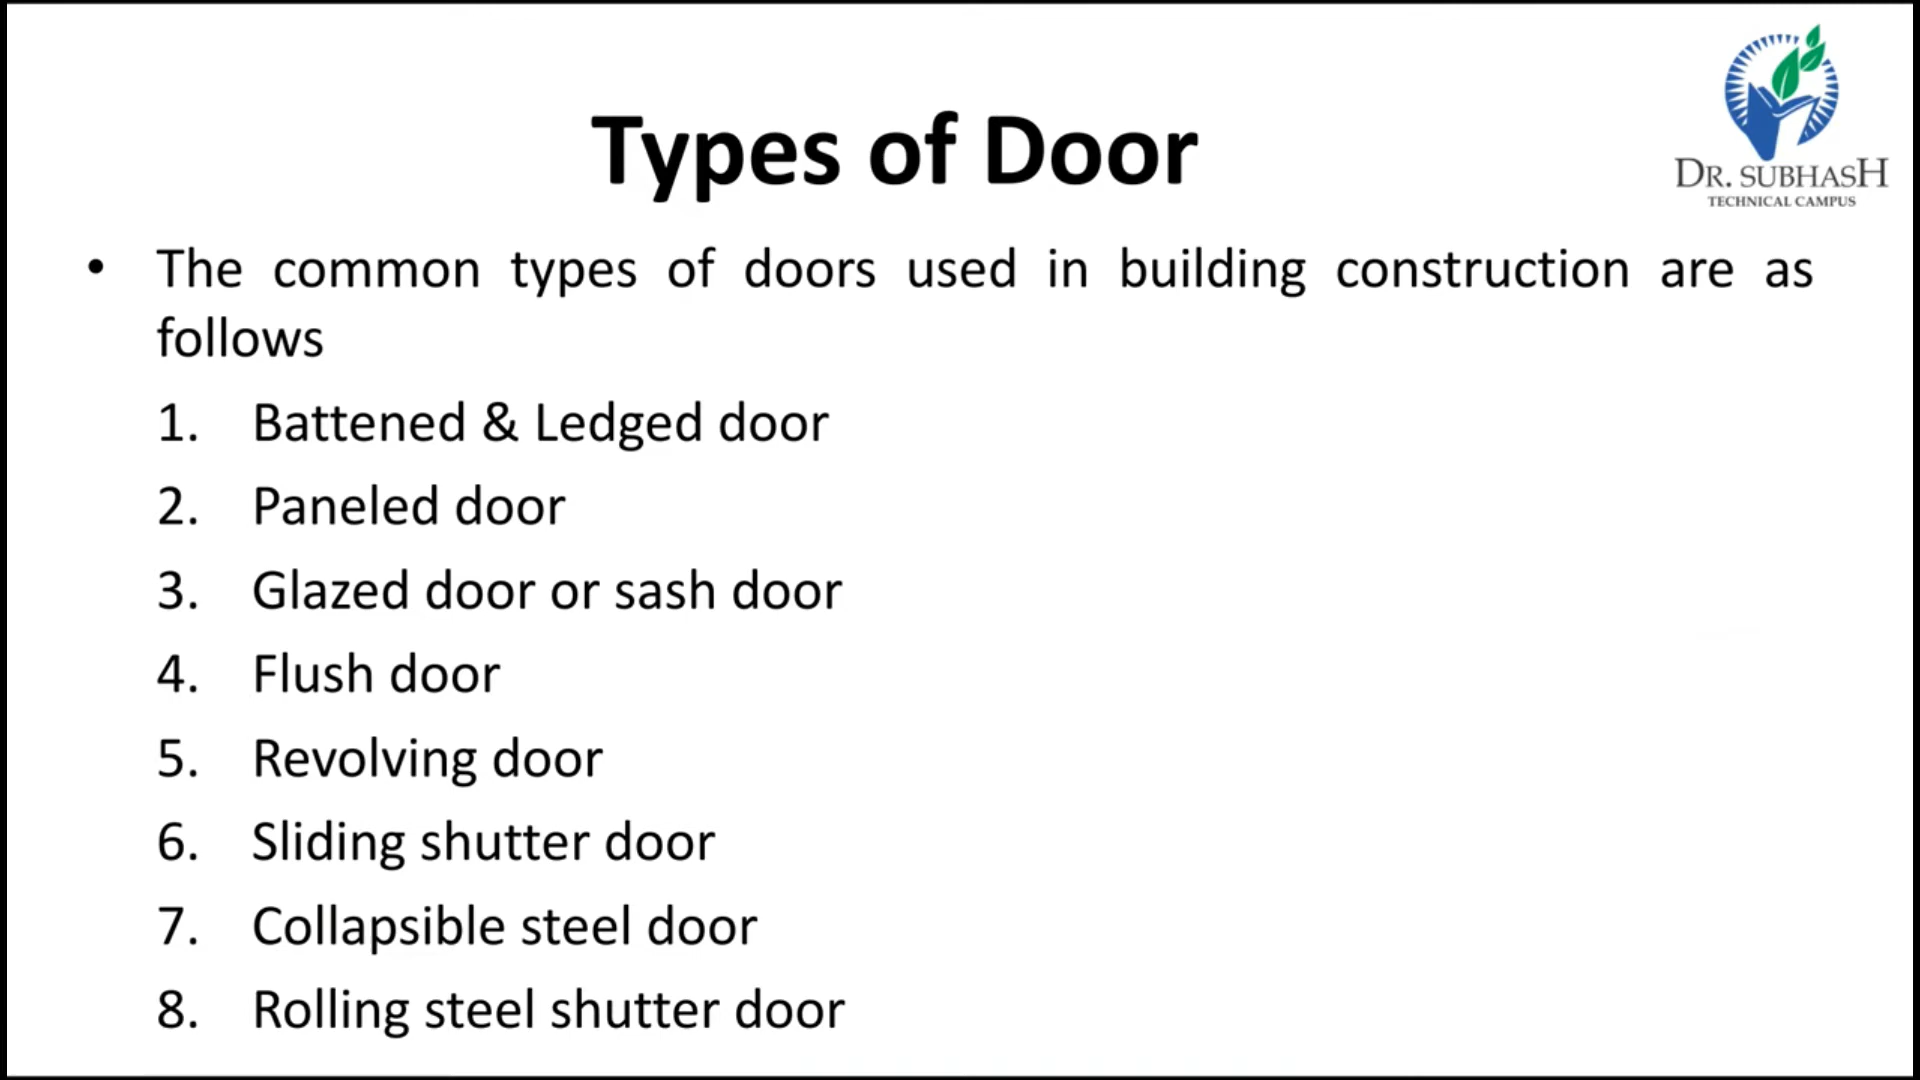 DR. SUBHASH
TECHNICAL CAMPUS
Types of Door
• The common types of doors used in building construction are as
follows
1. Battened & Ledged door
2. Paneled door
3. Glazed door or sash door
4. Flush door
5. Revolving door
6. Sliding shutter door
7. Collapsible steel door
8. Rolling steel shutter door